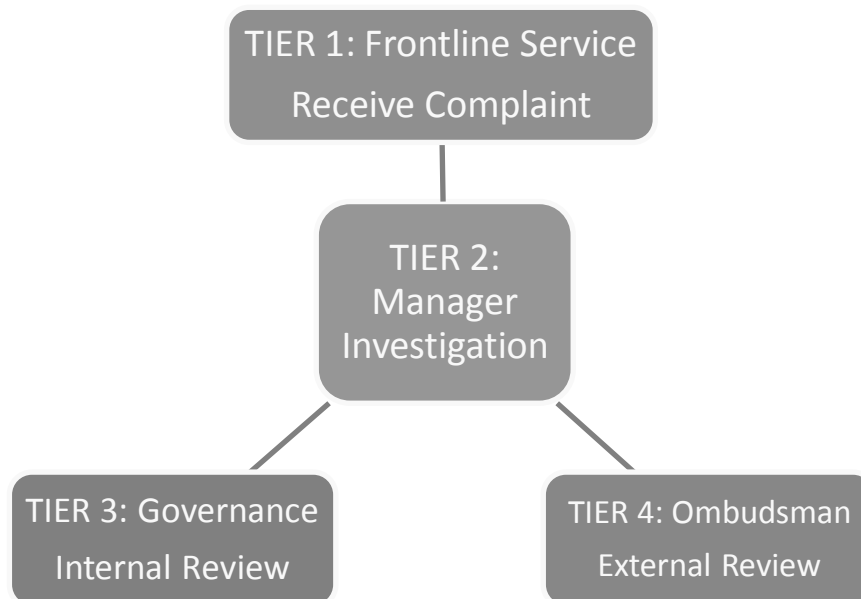 TIER 1: Frontline Service
Receive Complaint
TIER 2:
Manager
Investigation
TIER 3: Governance
Internal Review
TIER 4: Ombudsman
External Review